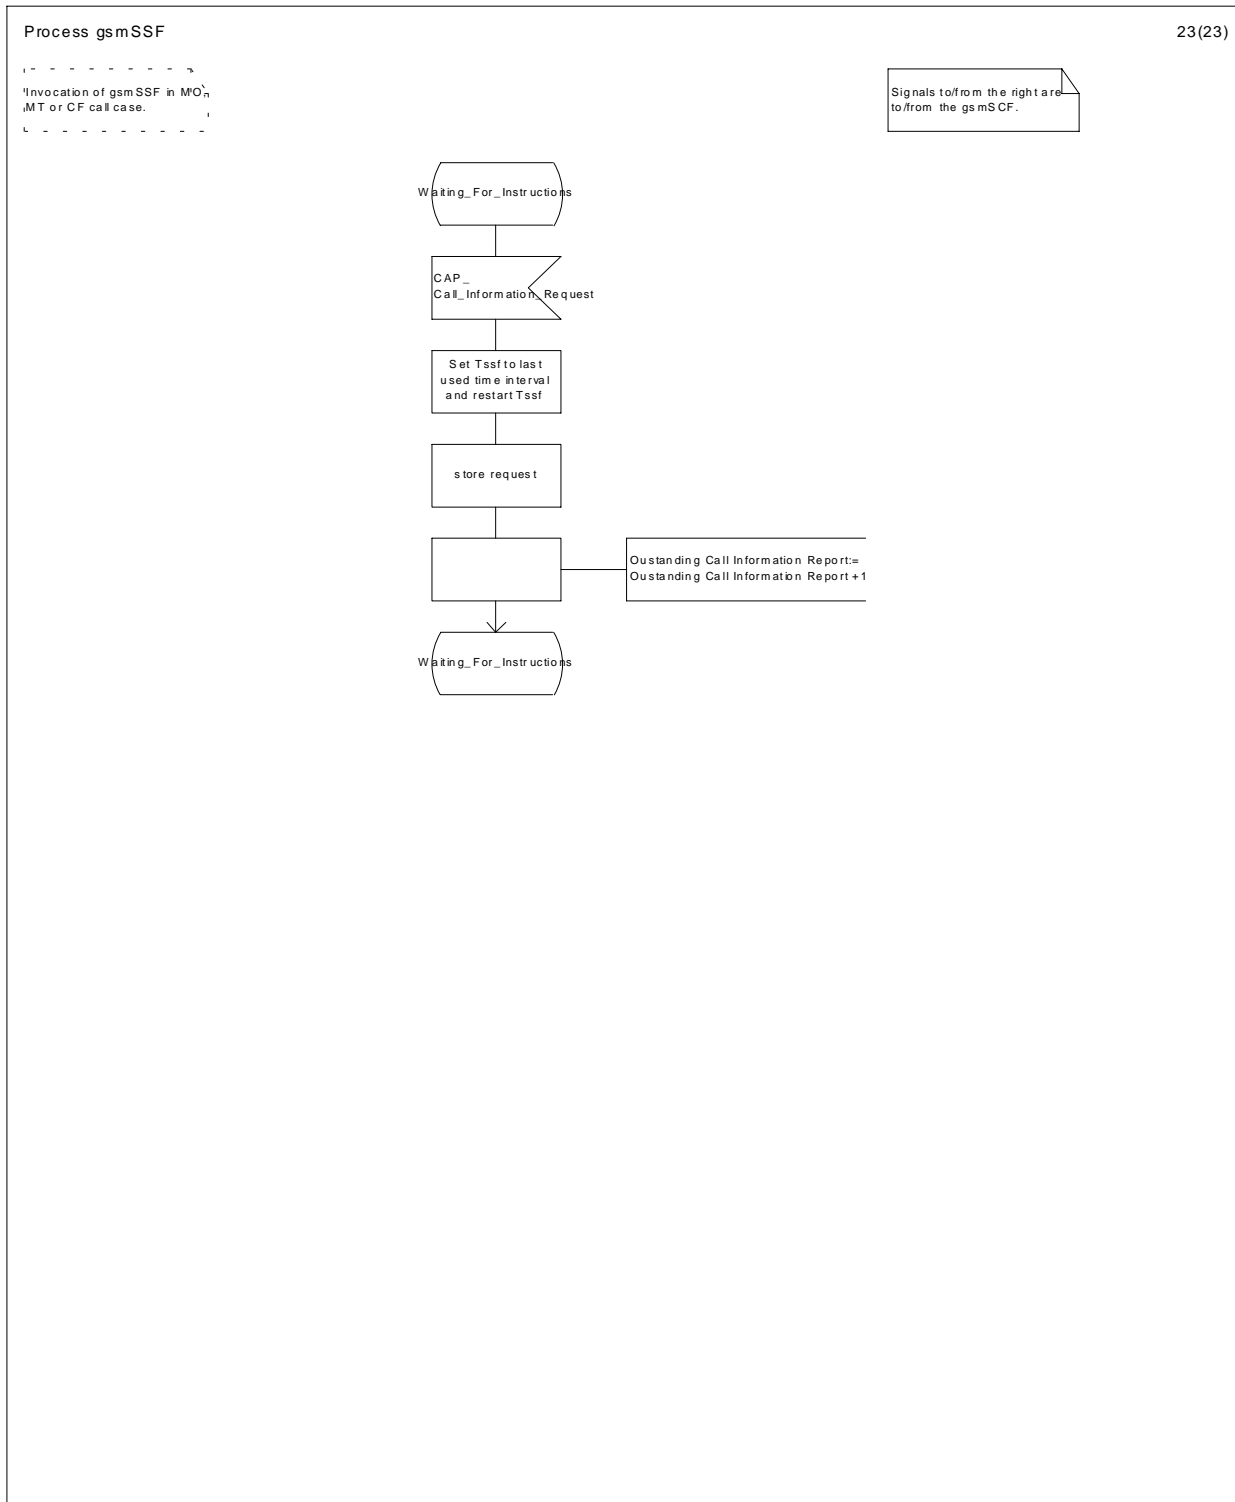 Process gsmSSF
23(23)
Invocation of gsmSSF in MO,
MT or CF call case.
Signals to/from the right are
to/from the gsmSCF.
Waiting_For_Instructions
CAP_
Call_Information_Request
Set Tssf to last
used time interval
and restart Tssf
store request
Oustanding Call Information Report:=
Oustanding Call Information Report +1
Waiting_For_Instructions